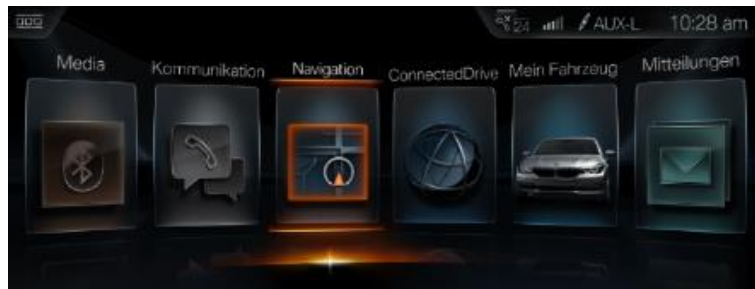 24 AUX-L 10:28 am
Media Kommunikation Navigation ConnectedDrive Mein Fahrzeug Mitteilungen